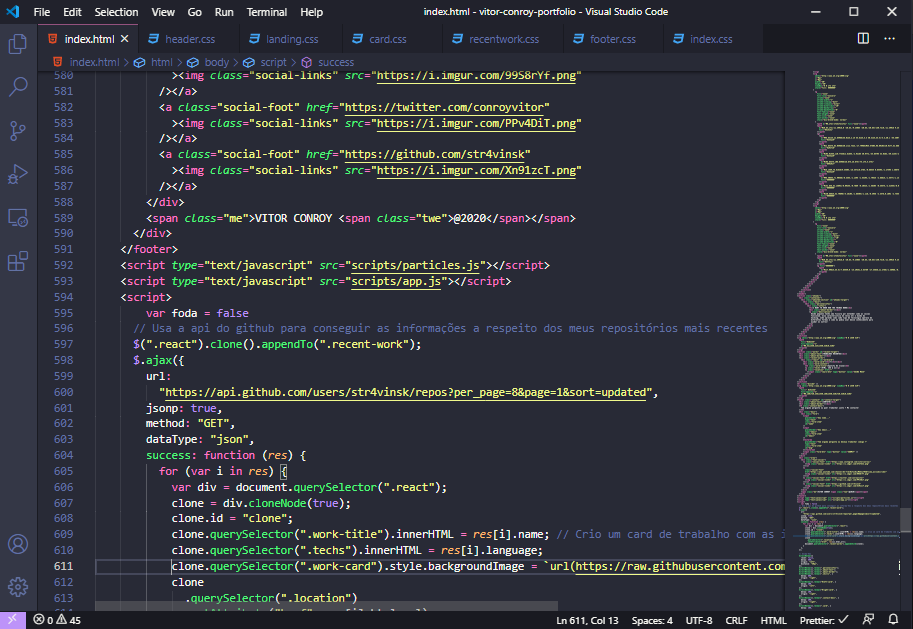 File Edit Selection View Go Run Terminal Help index.html - vitor-conroy-portfolio - Visual Studio Code
index.html header.css landing.css card.css recentwork.css footer.css index.css
index.html > html > body > script > success
580 ><img class="social-links" src="https://i.imgur.com/99S8rYf.png"
581 /></a>
582 <a class="social-foot" href="https://twitter.com/conroyvitor"
583 ><img class="social-links" src="https://i.imgur.com/PPv4DiT.png"
584 /></a>
585 <a class="social-foot" href="https://github.com/str4vinsk"
586 ><img class="social-links" src="https://i.imgur.com/Xn91zcT.png"
587 /></a>
588 </div>
589 <span class="me">VITOR CONROY <span class="twe">@2020</span></span>
590 </div>
591 </footer>
592 <script type="text/javascript" src="scripts/particles.js"></script>
593 <script type="text/javascript" src="scripts/app.js"></script>
594 <script>
595 var foda = false
596 // Usa a api do github para conseguir as informações a respeito dos meus repositórios mais recentes
597 $(".react").clone().appendTo(".recent-work");
598 $.ajax({
599 url:
600 "https://api.github.com/users/str4vinsk/repos?per_page=8&page=1&sort=updated",
601 jsonp: true,
602 method: "GET",
603 dataType: "json",
604 success: function (res) {
605 for (var i in res) {
606 var div = document.querySelector(".react");
607 clone = div.cloneNode(true);
608 clone.id = "clone";
609 clone.querySelector(".work-title").innerHTML = res[i].name; // Crio um card de trabalho com as i
610 clone.querySelector(".techs").innerHTML = res[i].language;
611 clone.querySelector(".work-card").style.backgroundImage = `url(https://raw.githubusercontent.com
612 clone
613 .querySelector(".location")
0 45 Ln 611, Col 13 Spaces: 4 UTF-8 CRLF HTML Prettier: